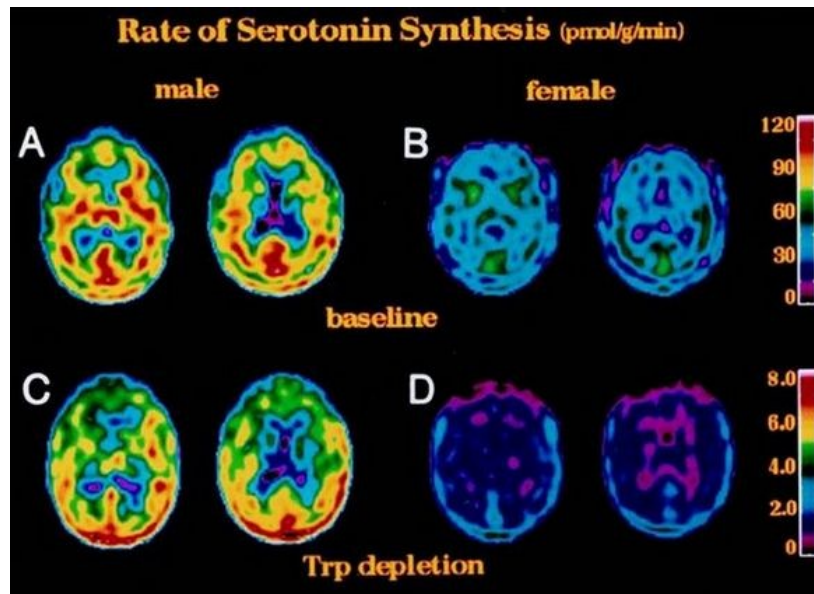 Rate of Serotonin Synthesis (pmol/g/min)
male female
A B
120
90
60
30
0
baseline
C D
8.0
6.0
4.0
2.0
0
Trp depletion